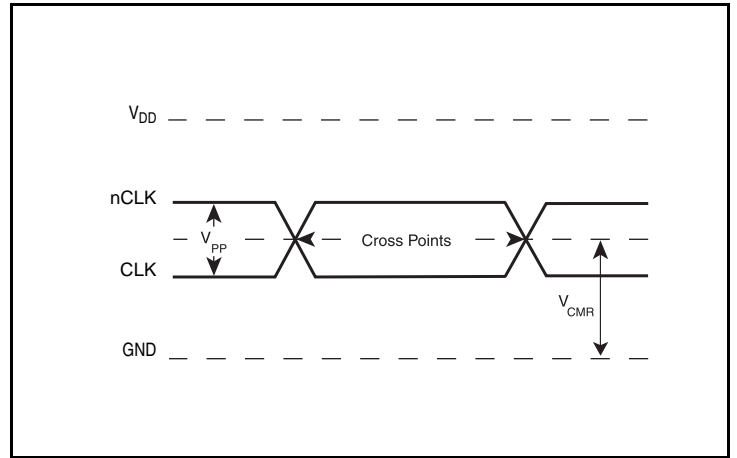 VDD
nCLK
VPP
Cross Points
CLK
VCMR
GND